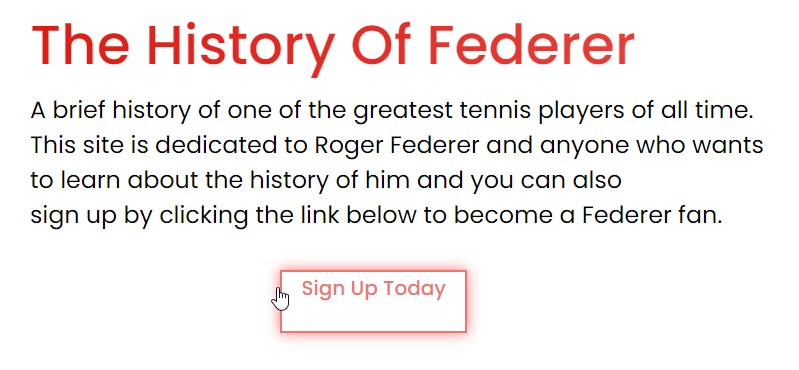 The History Of Federer
A brief history of one of the greatest tennis players of all time.
This site is dedicated to Roger Federer and anyone who wants
to learn about the history of him and you can also
sign up by clicking the link below to become a Federer fan.
Sign Up Today